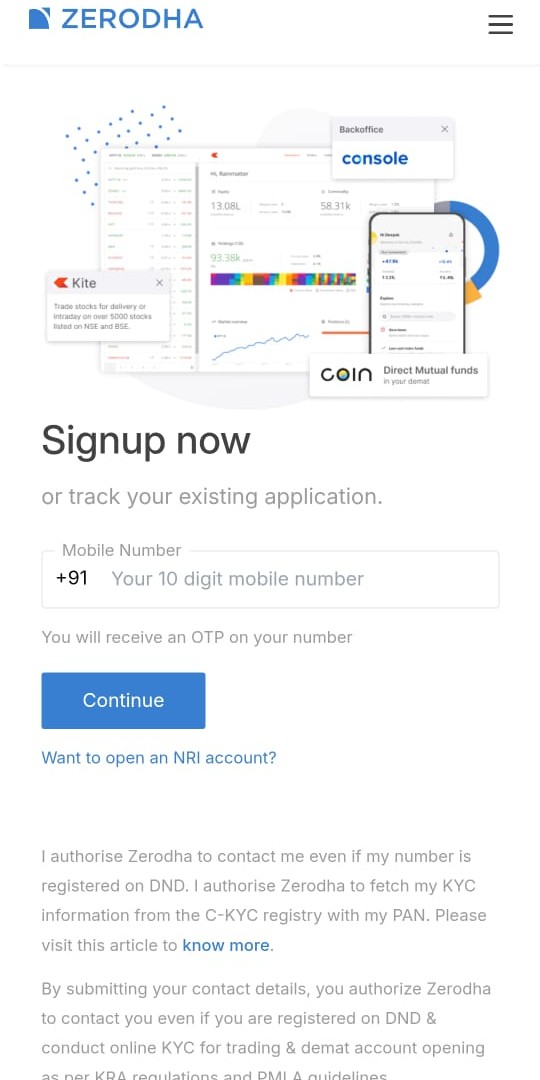 ZERODHA
Backoffice
console
Hi, Rainmatter
13.08L
58.31k
93.38k
Kite
Trade stocks for delivery or
intraday on over 5000 stocks
listed on NSE and BSE.
coin
Direct Mutual funds
in your demat
Signup now
or track your existing application.
Mobile Number
+91 Your 10 digit mobile number
You will receive an OTP on your number
Continue
Want to open an NRI account?
I authorise Zerodha to contact me even if my number is
registered on DND. I authorise Zerodha to fetch my KYC
information from the C-KYC registry with my PAN. Please
visit this article to know more.
By submitting your contact details, you authorize Zerodha
to contact you even if you are registered on DND &
conduct online KYC for trading & demat account opening
as per KRA regulations and PMLA guidelines.